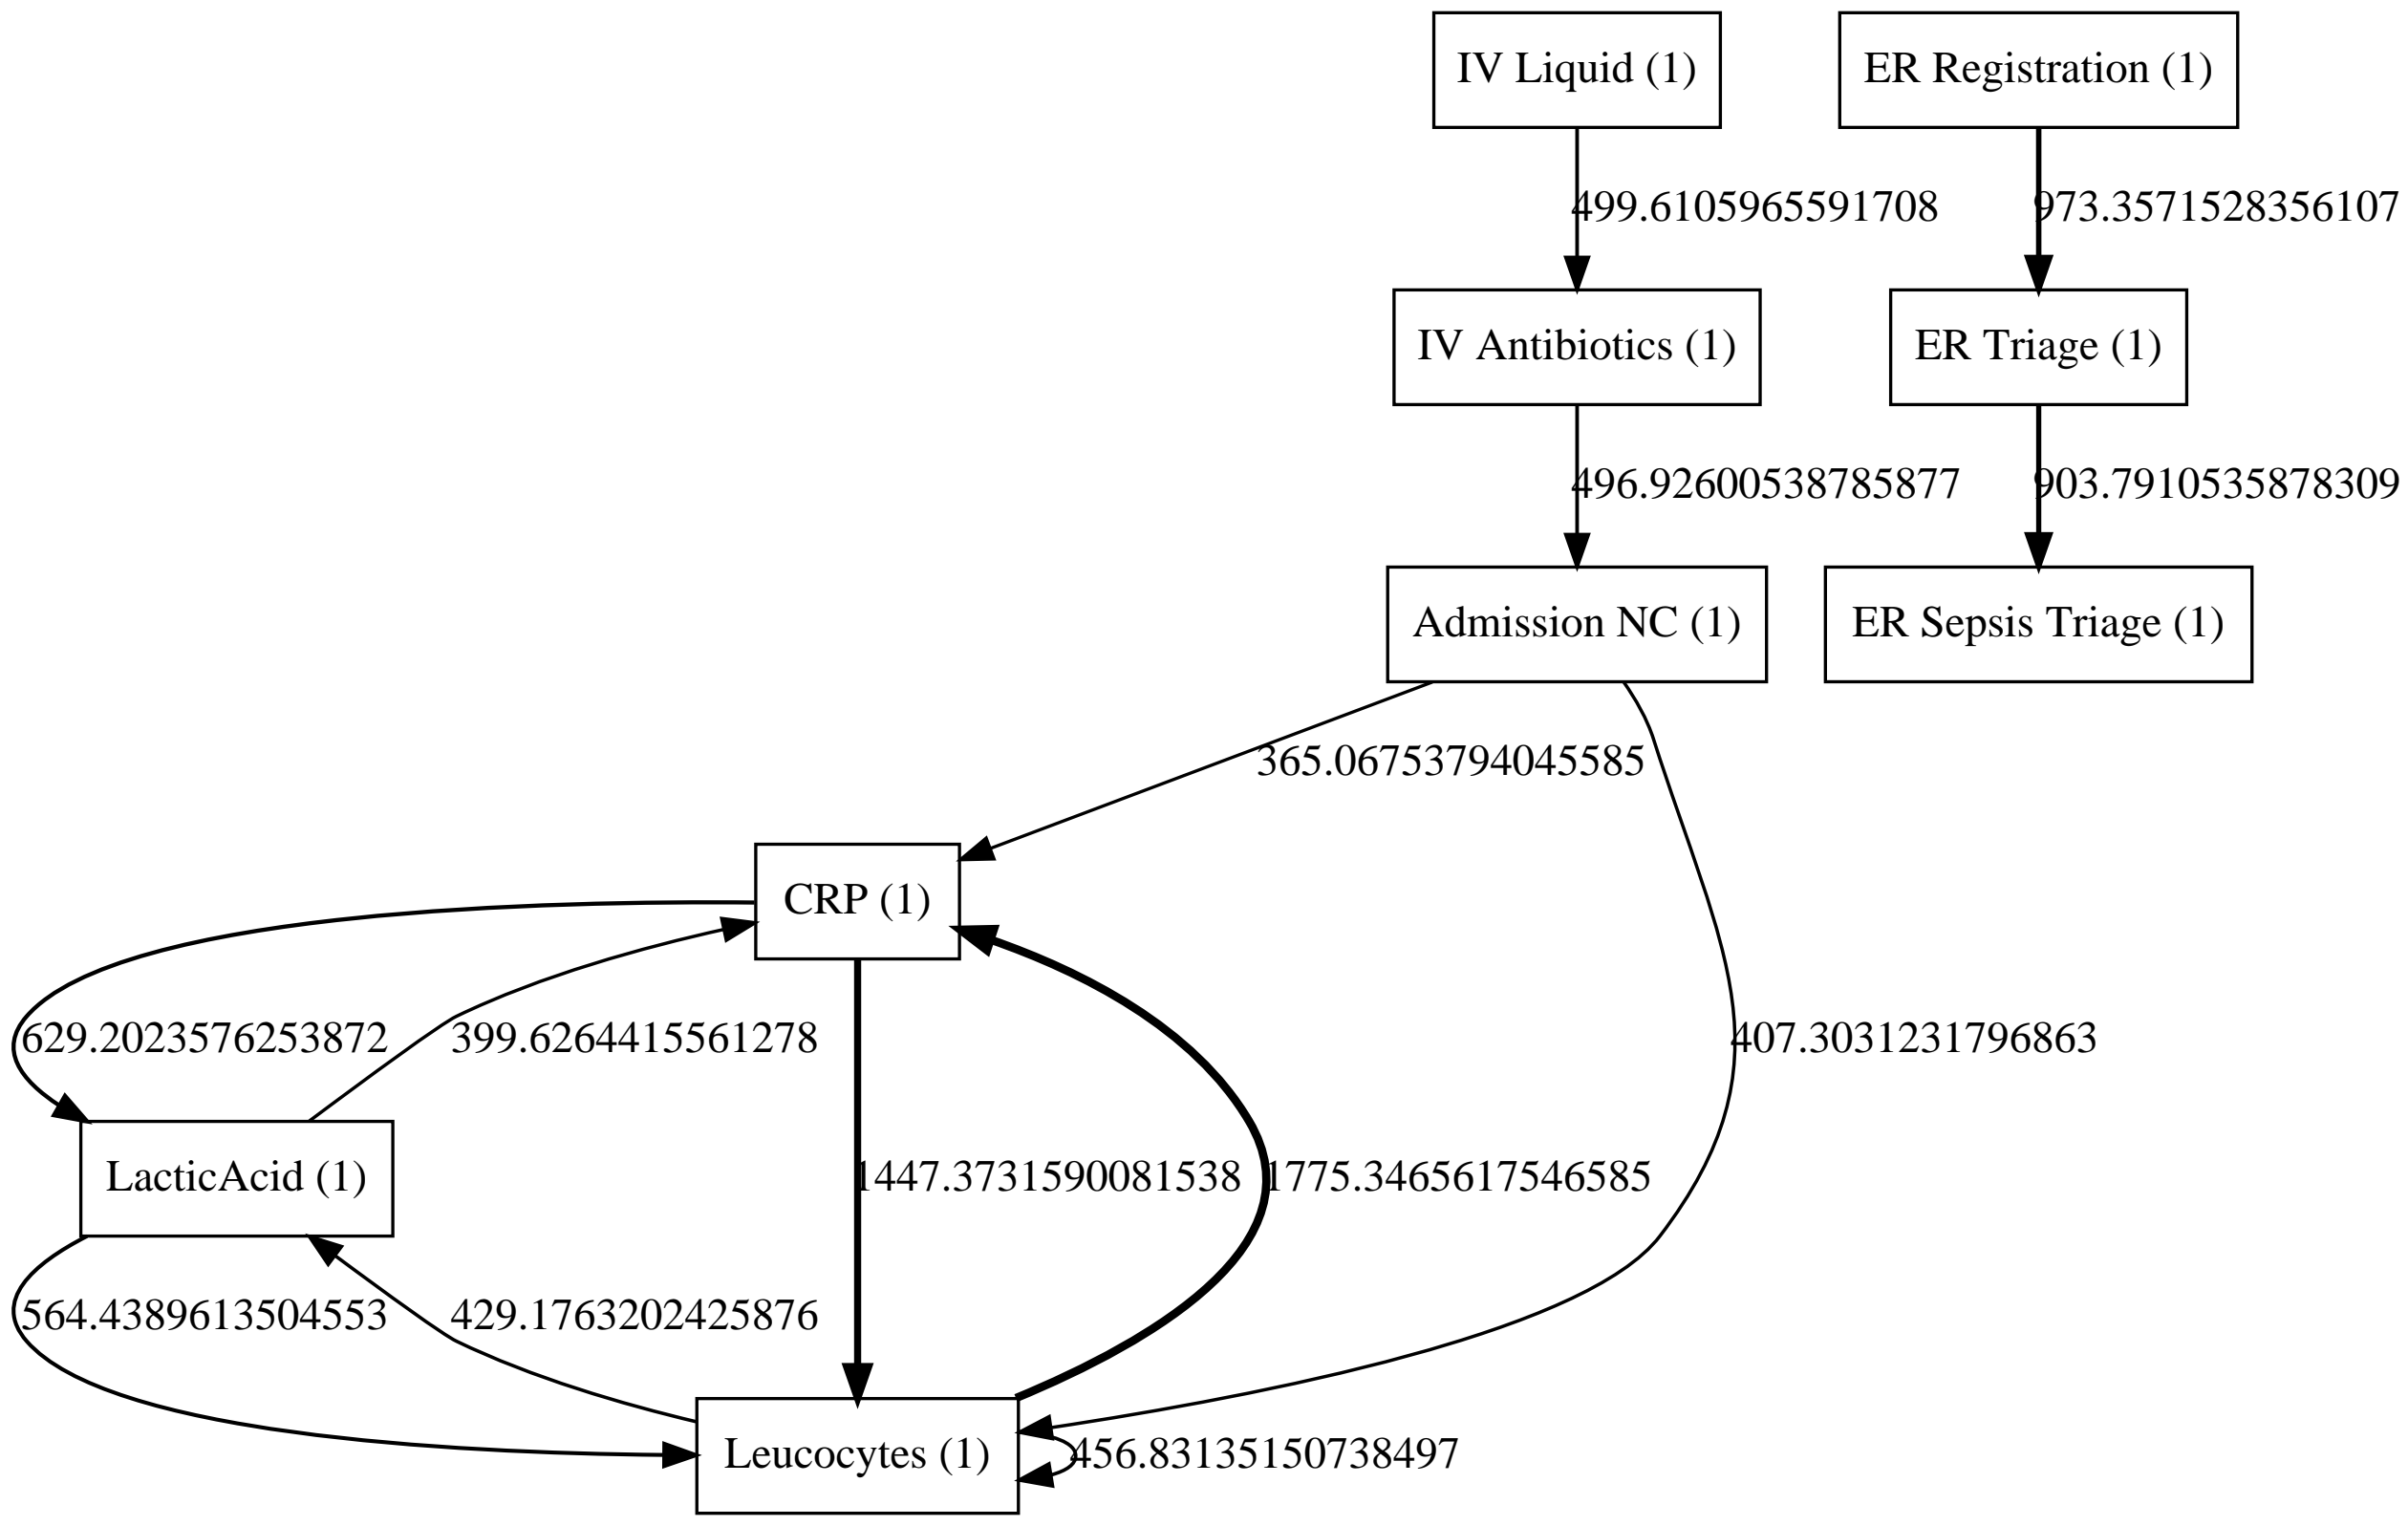 IV Liquid (1)
ER Registration (1)
499.6105965591708
973.3571528356107
IV Antibiotics (1)
ER Triage (1)
496.92600538785877
903.7910535878309
Admission NC (1)
ER Sepsis Triage (1)
365.06753794045585
CRP (1)
629.2023576253872
399.6264415561278
407.3031231796863
LacticAcid (1)
1447.3731590081538
1775.3465617546585
564.4389613504553
429.1763202425876
Leucocytes (1)
456.83135150738497